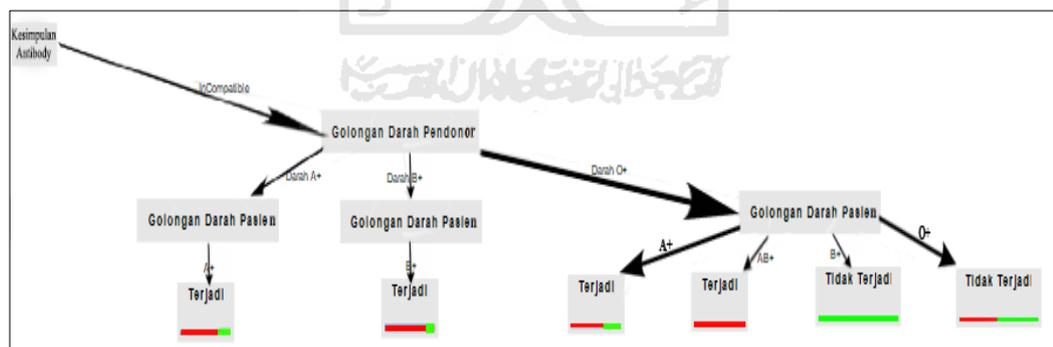 Kesimpulan
Antibody
InCompatible
Golongan Darah Pendonor
Darah A+
Darah B+
Darah O+
Golongan Darah Pasien
Golongan Darah Pasien
Golongan Darah Pasien
A+
B+
A+
AB+
B+
O+
Terjadi
Terjadi
Terjadi
Terjadi
Tidak Terjadi
Tidak Terjadi